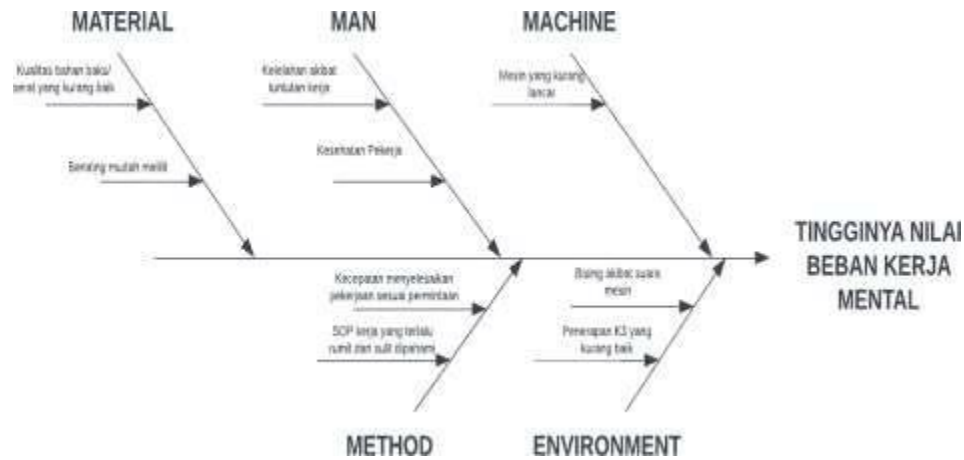 MATERIAL
MAN
MACHINE
Kualitas bahan baku/
serat yang kurang baik
Kelelahan akibat
tuntutan kerja
Mesin yang kurang
lancar
Kesehatan Pekerja
Benang mudah
TINGGINYA NILAI
BEBAN KERJA
MENTAL
Kecepatan menyelesaikan
pekerjaan sesuai permintaan
Bising akibat suara
mesin
SOP kerja yang terlalu
rumit dan sulit dipahami
Penerapan K3 yang
kurang baik
METHOD
ENVIRONMENT